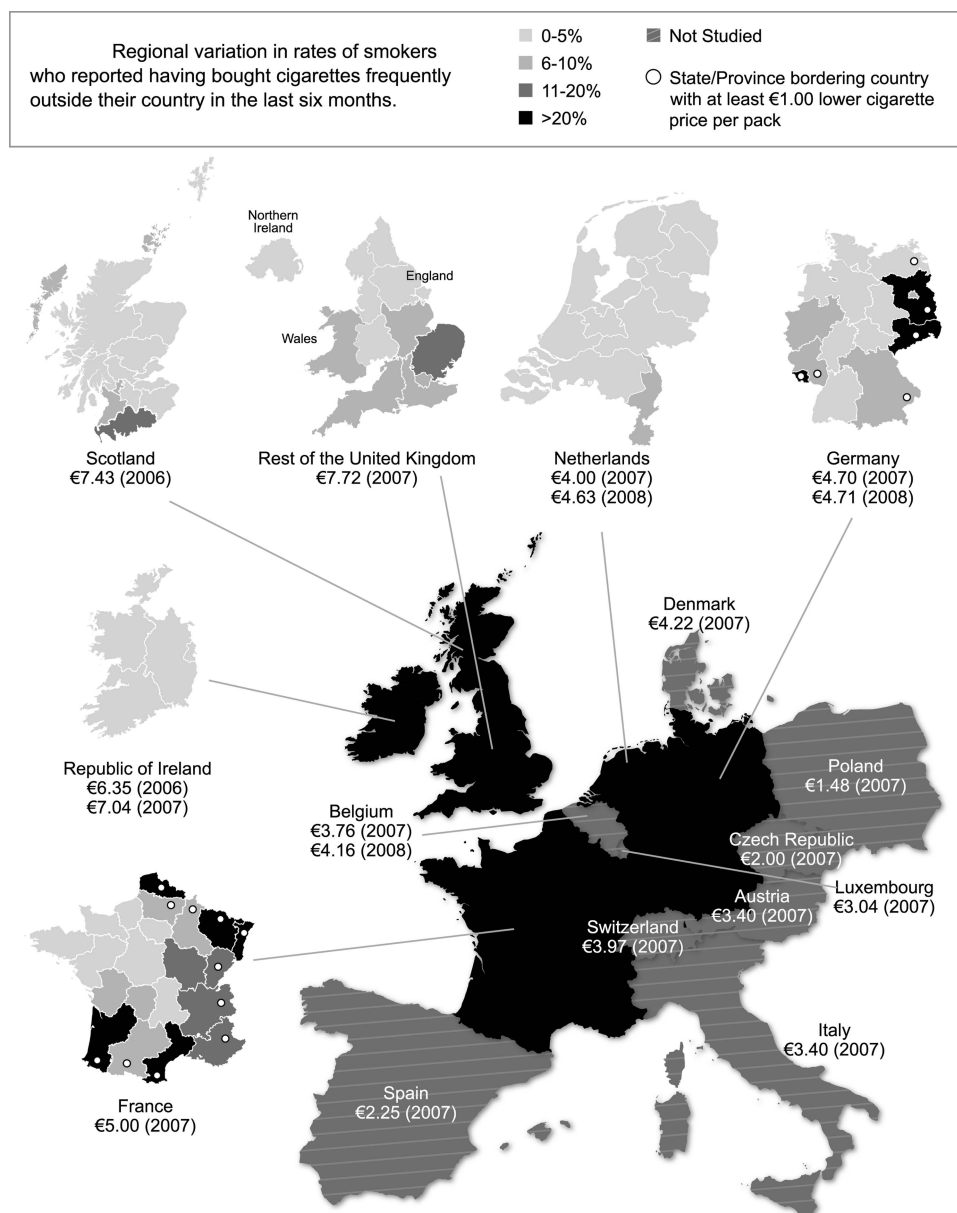 Regional variation in rates of smokers
who reported having bought cigarettes frequently
outside their country in the last six months.
0-5%
6-10%
11-20%
>20%
Not Studied
State/Province bordering country
with at least €1.00 lower cigarette
price per pack
Northern
Ireland
England
Wales
Scotland
€7.43 (2006)
Rest of the United Kingdom
€7.72 (2007)
Netherlands
€4.00 (2007)
€4.63 (2008)
Germany
€4.70 (2007)
€4.71 (2008)
Denmark
€4.22 (2007)
Republic of Ireland
€6.35 (2006)
€7.04 (2007)
Poland
€1.48 (2007)
Belgium
€3.76 (2007)
€4.16 (2008)
Czech Republic
€2.00 (2007)
Luxembourg
€3.04 (2007)
Austria
€3.40 (2007)
Switzerland
€3.97 (2007)
Italy
€3.40 (2007)
France
€5.00 (2007)
Spain
€2.25 (2007)